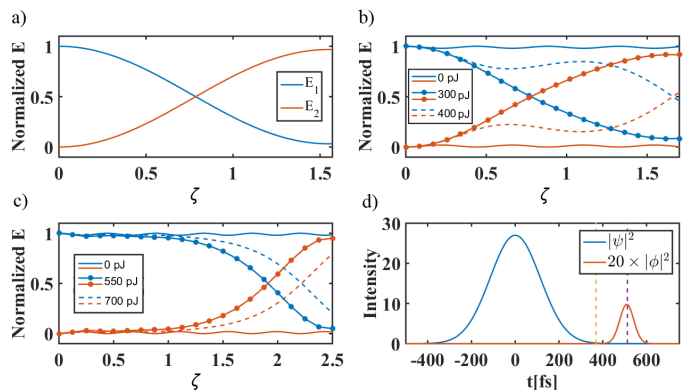 a)
Normalized E
1
0.5
0
E1
E2
0
0.5
1
1.5
ζ
b)
Normalized E
1
0.5
0
0 pJ
300 pJ
400 pJ
0
0.5
1
1.5
ζ
c)
Normalized E
1
0.5
0
0 pJ
550 pJ
700 pJ
0
0.5
1
1.5
2
2.5
ζ
d)
Intensity
30
20
10
0
|ψ|²
20 × |ϕ|²
-400
-200
0
200
400
600
t[fs]